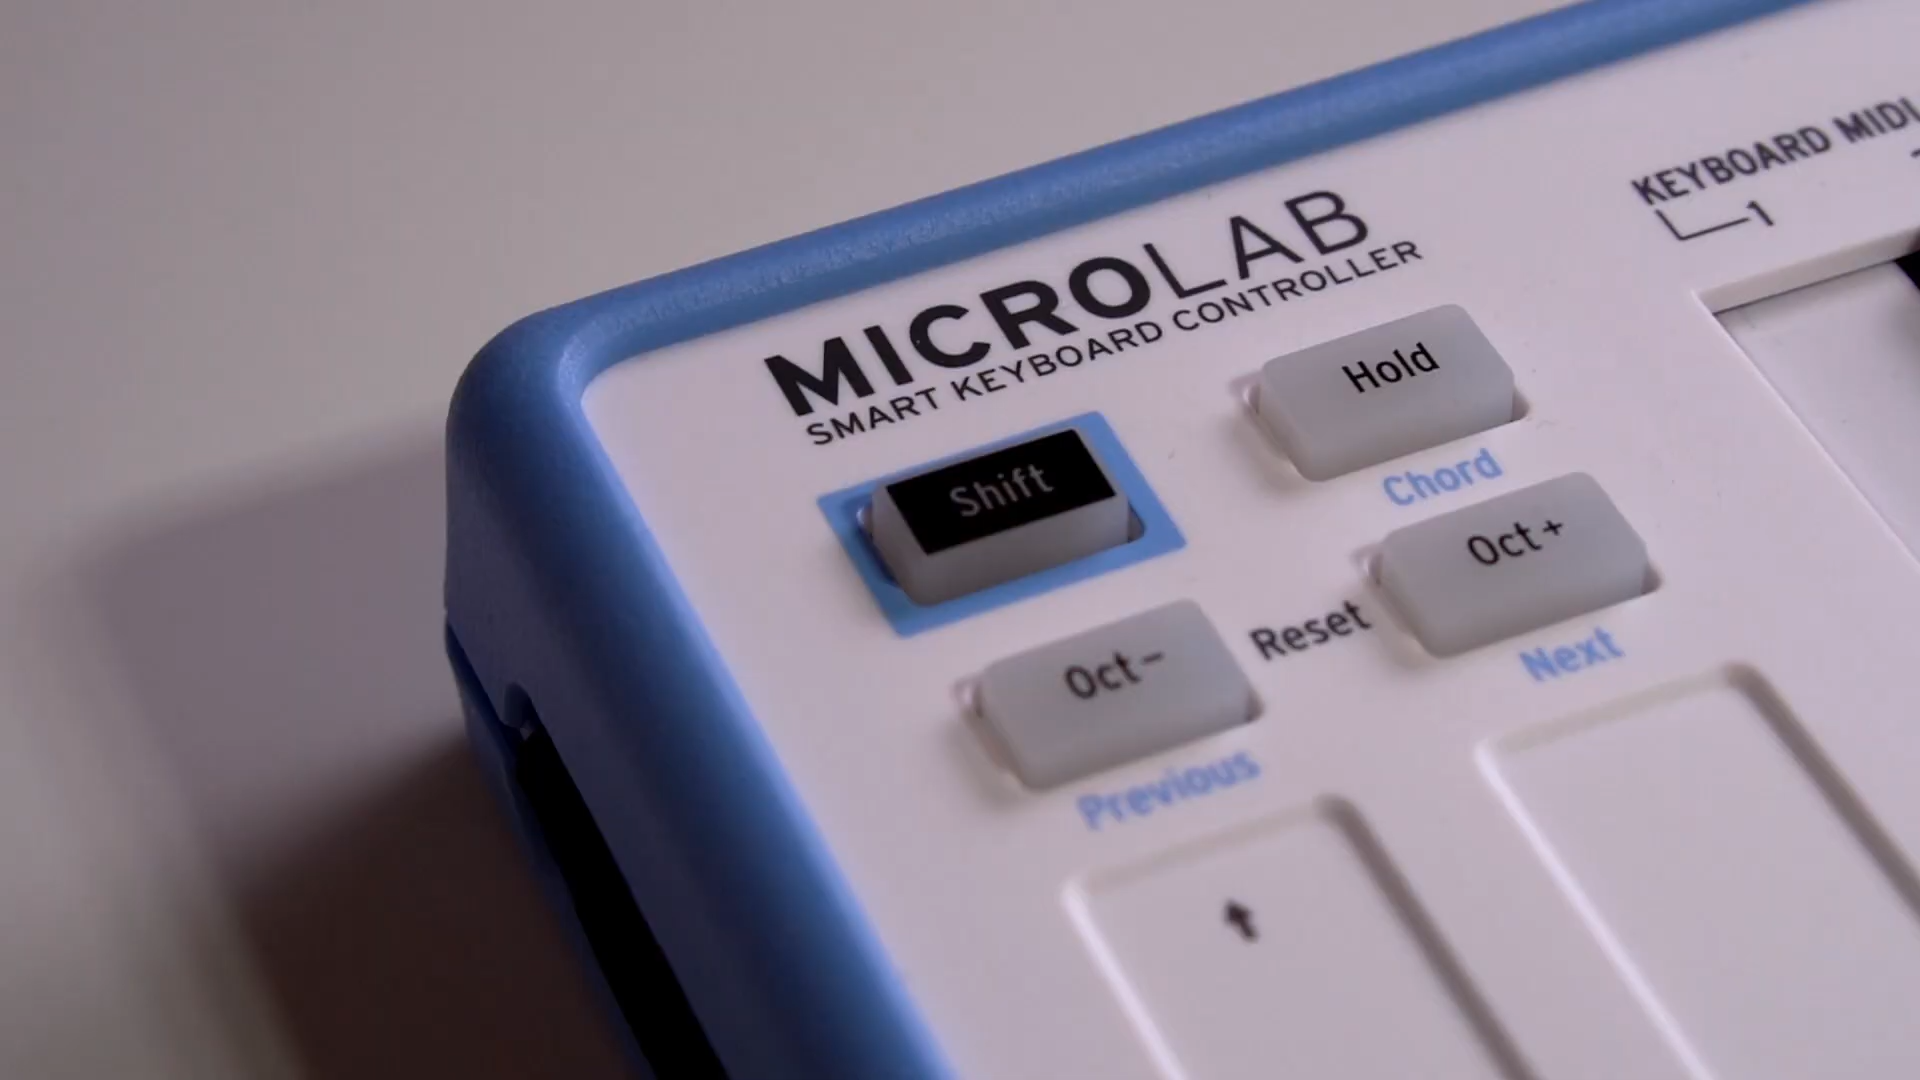 MICROLAB
SMART KEYBOARD CONTROLLER
KEYBOARD MIDI
1
Hold
Chord
Shift
Oct +
Next
Reset
Oct -
Previous